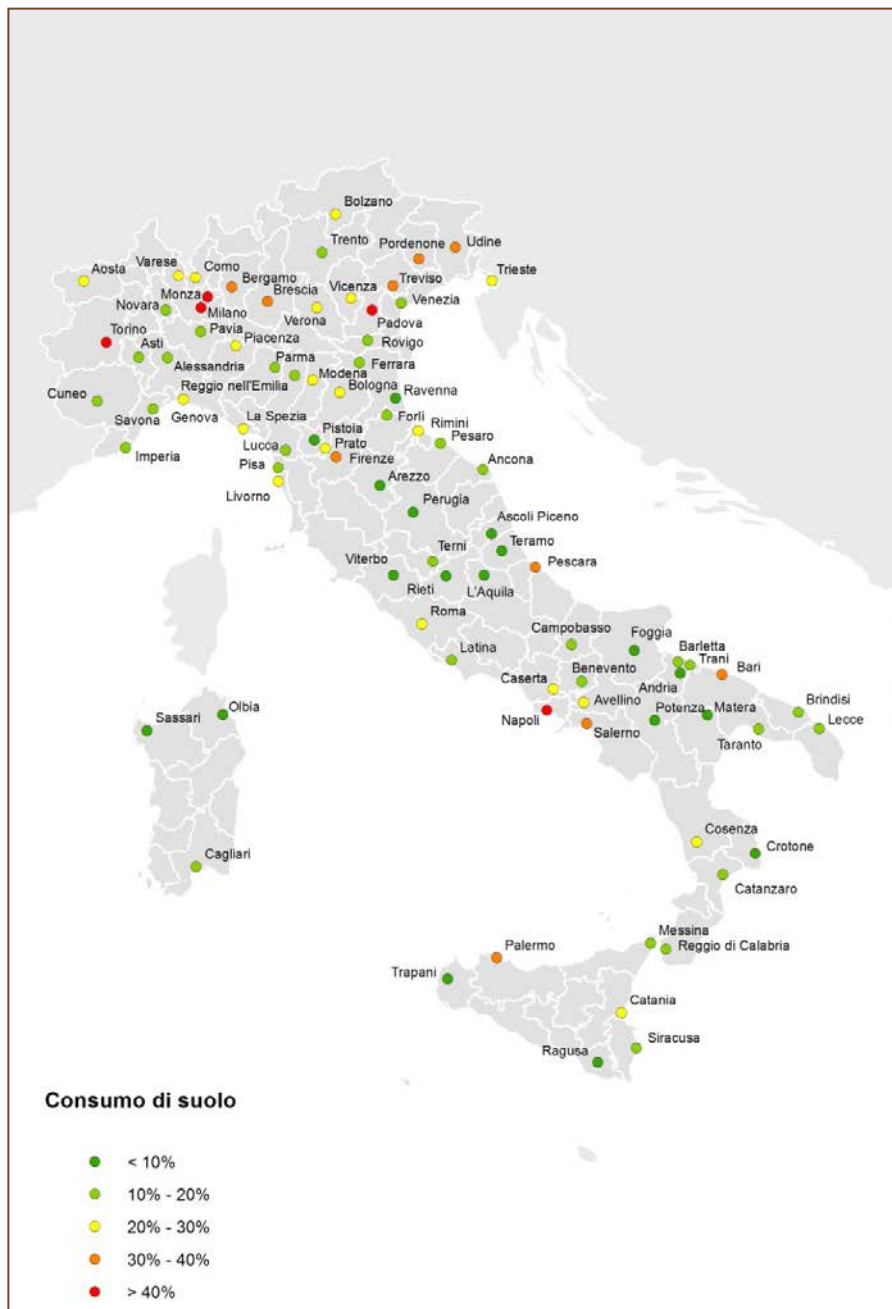 Bolzano
Trento
Pordenone
Udine
Aosta
Varese
Como
Bergamo
Treviso
Trieste
Monza
Brescia
Vicenza
Venezia
Novara
Milano
Verona
Padova
Torino
Pavia
Piacenza
Rovigo
Asti
Alessandria
Parma
Ferrara
Modena
Reggio nell'Emilia
Bologna
Ravenna
Cuneo
Savona
Genova
La Spezia
Forlì
Rimini
Pistoia
Prato
Pesaro
Imperia
Lucca
Pisa
Firenze
Ancona
Livorno
Arezzo
Perugia
Ascoli Piceno
Teramo
Viterbo
Terni
Pescara
Rieti
L'Aquila
Roma
Campobasso
Foggia
Latina
Barletta
Trani
Benevento
Bari
Caserta
Andria
Avellino
Potenza
Matera
Brindisi
Napoli
Salerno
Lecce
Taranto
Olbia
Sassari
Cagliari
Cosenza
Crotone
Catanzaro
Messina
Reggio di Calabria
Palermo
Trapani
Catania
Siracusa
Ragusa
Consumo di suolo
< 10%
10% - 20%
20% - 30%
30% - 40%
> 40%